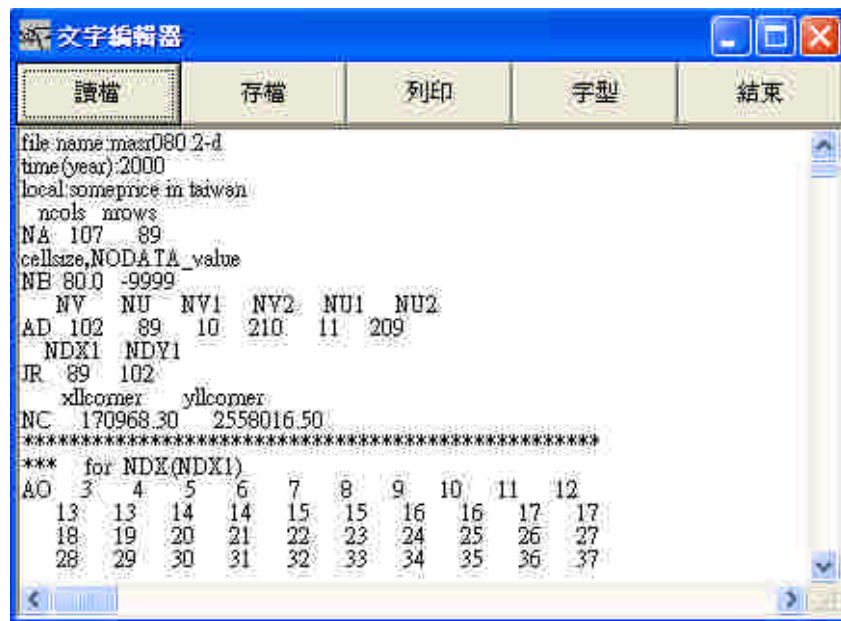 文字編輯器
讀檔 存檔 列印 字型 結束
file name:masr080.2-d
time(year):2000
local:someprice in taiwan
ncols nrows
NA 107 89
cellsize,NODATA_value
NB 80.0 -9999
NV NU NV1 NV2 NU1 NU2
AD 102 89 10 210 11 209
NDX1 NDY1
JR 89 102
xllcorner yllcorner
NC 170968.30 2558016.50
**************************************************
*** for NDX(NDX1)
AO 3 4 5 6 7 8 9 10 11 12
13 13 14 14 15 15 16 16 17 17
18 19 20 21 22 23 24 25 26 27
28 29 30 31 32 33 34 35 36 37